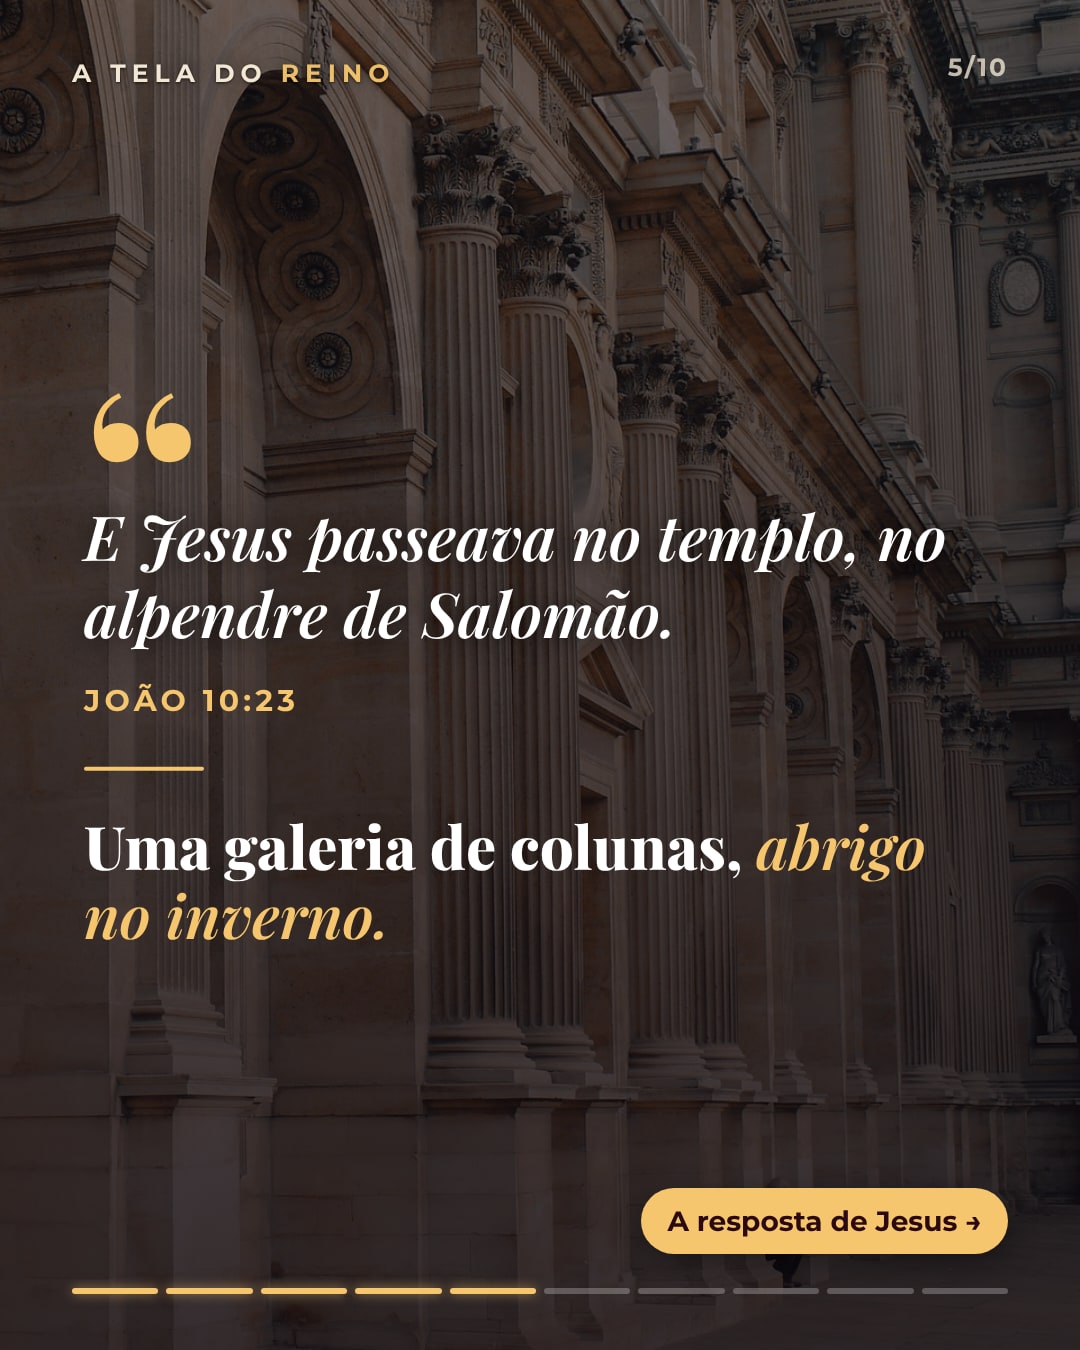 A TELA DO REINO
5/10
“
E Jesus passeava no templo, no
alpendre de Salomão.
JOÃO 10:23
Uma galeria de colunas, abrigo
no inverno.
A resposta de Jesus →